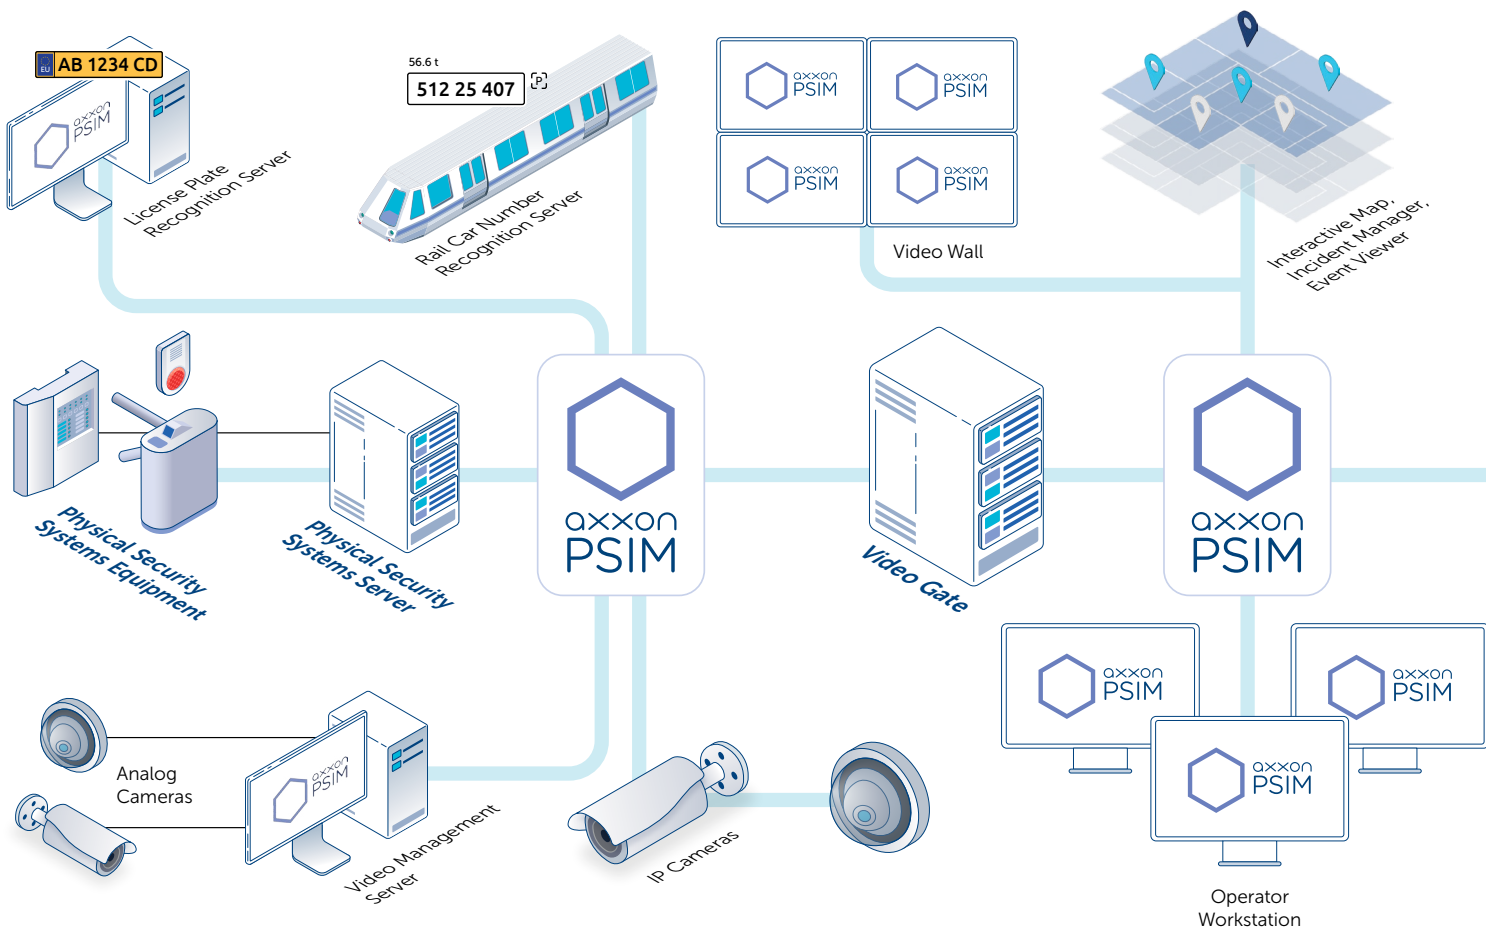 EU
AB 1234 CD
axxon
PSIM
License Plate
Recognition Server
56.6 t
512 25 407
P
Rail Car Number
Recognition Server
axxon
PSIM
axxon
PSIM
axxon
PSIM
axxon
PSIM
Video Wall
Interactive Map,
Incident Manager,
Event Viewer
Physical Security
Systems Equipment
Physical Security
Systems Server
axxon
PSIM
Video Gate
axxon
PSIM
Analog
Cameras
axxon
PSIM
Video Management
Server
IP Cameras
axxon
PSIM
axxon
PSIM
axxon
PSIM
Operator
Workstation